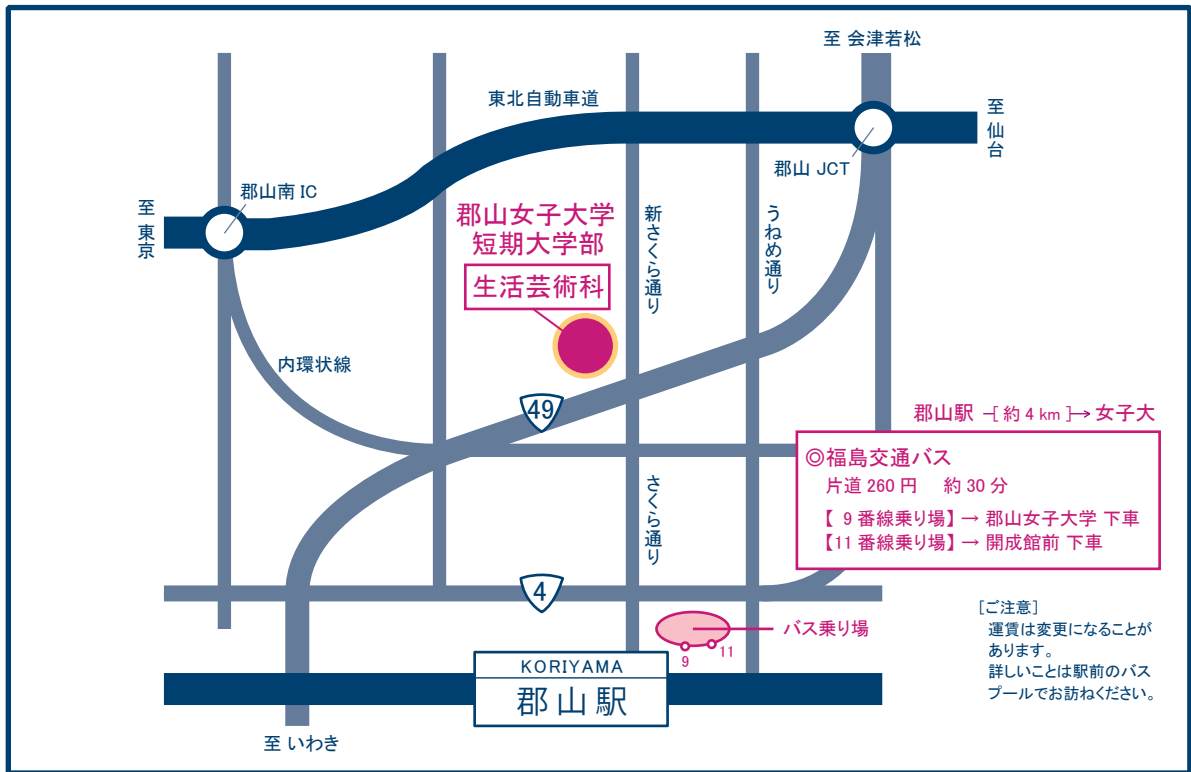 至 会津若松
東北自動車道
至仙台
郡山 JCT
郡山南 IC
至東京
郡山女子大学
短期大学部
生活芸術科
新さくら通り
うねめ通り
内環状線
49
郡山駅 ─[ 約 4 km ]→ 女子大
◎福島交通バス
片道 260 円 約 30 分
【 9 番線乗り場】 → 郡山女子大学 下車
【11 番線乗り場】 → 開成館前 下車
さくら通り
4
バス乗り場
9
11
[ご注意]
運賃は変更になることが
あります。
詳しいことは駅前のバス
プールでお訪ねください。
KORIYAMA
郡山駅
至 いわき